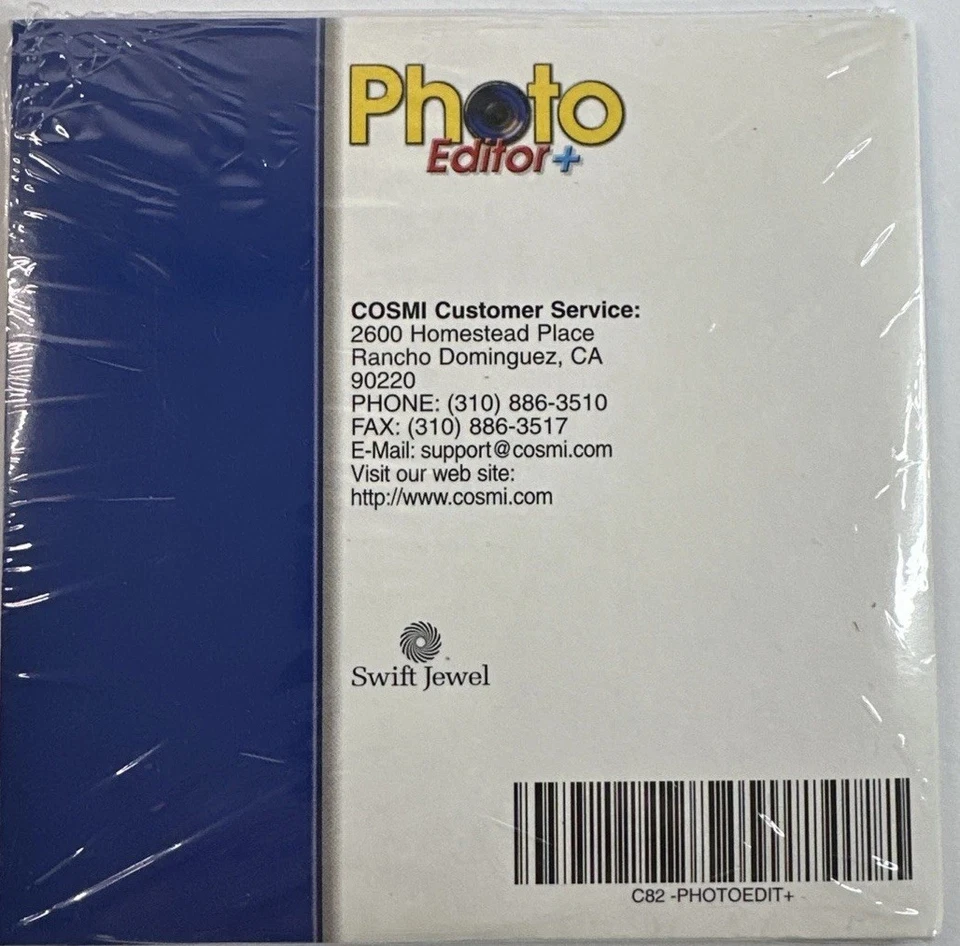 Photo
Editor+
COSMI Customer Service:
2600 Homestead Place
Rancho Dominguez, CA
90220
PHONE: (310) 886-3510
FAX: (310) 886-3517
E-Mail: support@cosmi.com
Visit our web site:
http://www.cosmi.com
Swift Jewel
C82 -PHOTOEDIT+